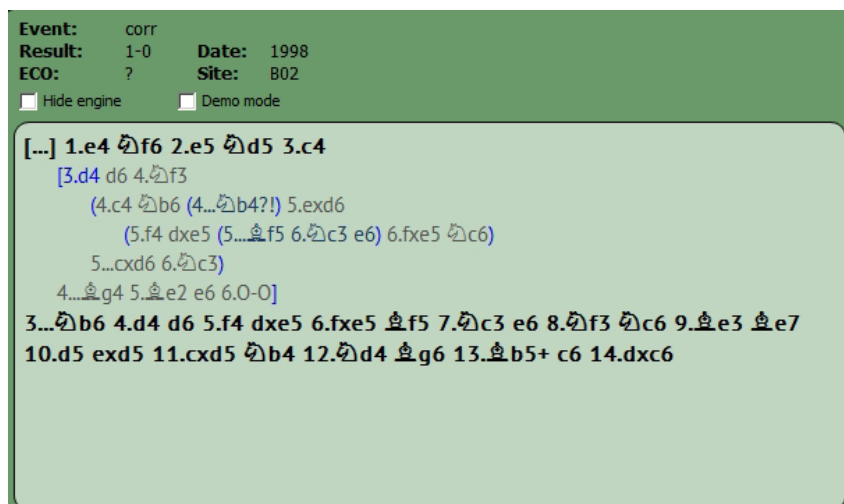 Event: corr
Result: 1-0 Date: 1998
ECO: ? Site: B02
Hide engine Demo mode
[...] 1.e4 ♘f6 2.e5 ♘d5 3.c4
[3.d4 d6 4.♘f3
(4.c4 ♘b6 (4...♘b4?!) 5.exd6
(5.f4 dxe5 (5...♗f5 6.♘c3 e6) 6.fxe5 ♘c6)
5...cxd6 6.♘c3)
4...♗g4 5.♗e2 e6 6.O-O]
3...♘b6 4.d4 d6 5.f4 dxe5 6.fxe5 ♗f5 7.♘c3 e6 8.♘f3 ♘c6 9.♗e3 ♗e7
10.d5 exd5 11.cxd5 ♘b4 12.♘d4 ♗g6 13.♗b5+ c6 14.dxc6